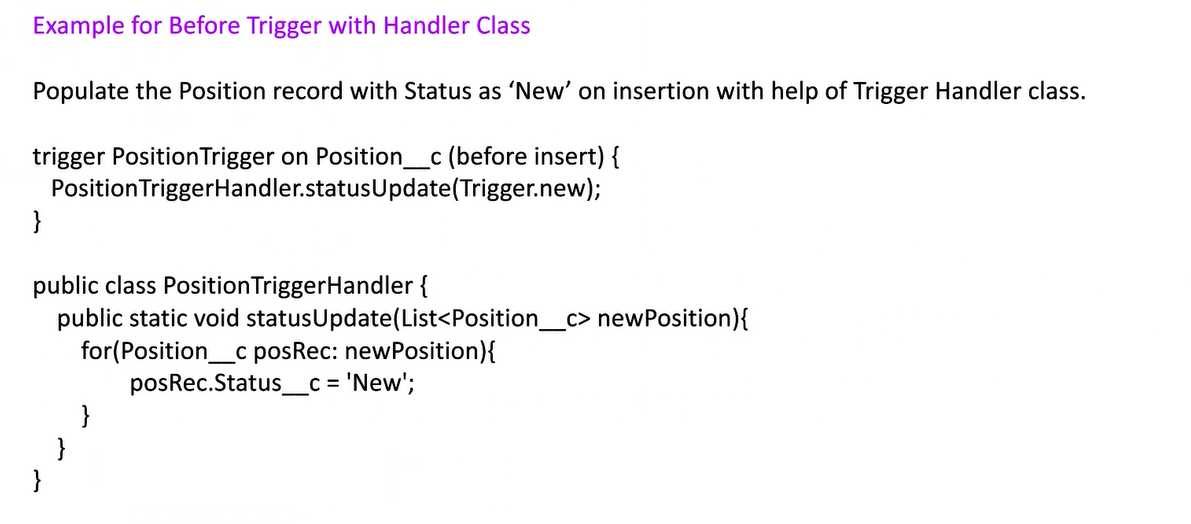 Example for Before Trigger with Handler Class
Populate the Position record with Status as ‘New’ on insertion with help of Trigger Handler class.
trigger PositionTrigger on Position__c (before insert) {
PositionTriggerHandler.statusUpdate(Trigger.new);
}
public class PositionTriggerHandler {
public static void statusUpdate(List<Position__c> newPosition){
for(Position__c posRec: newPosition){
posRec.Status__c = 'New';
}
}
}